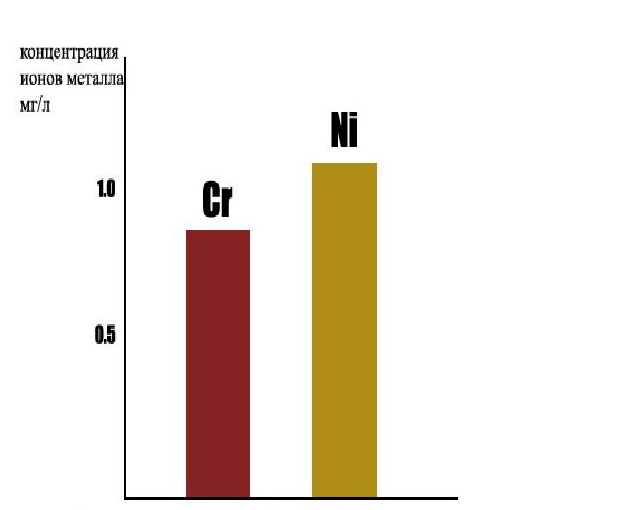 концентрация
ионов металла
мг/л
Ni
1.0
Cr
0.5